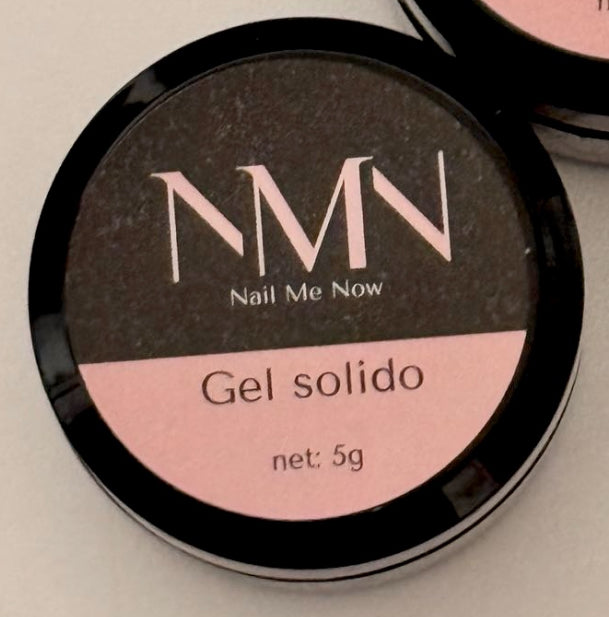 NMN
Nail Me Now
Gel solido
net: 5g